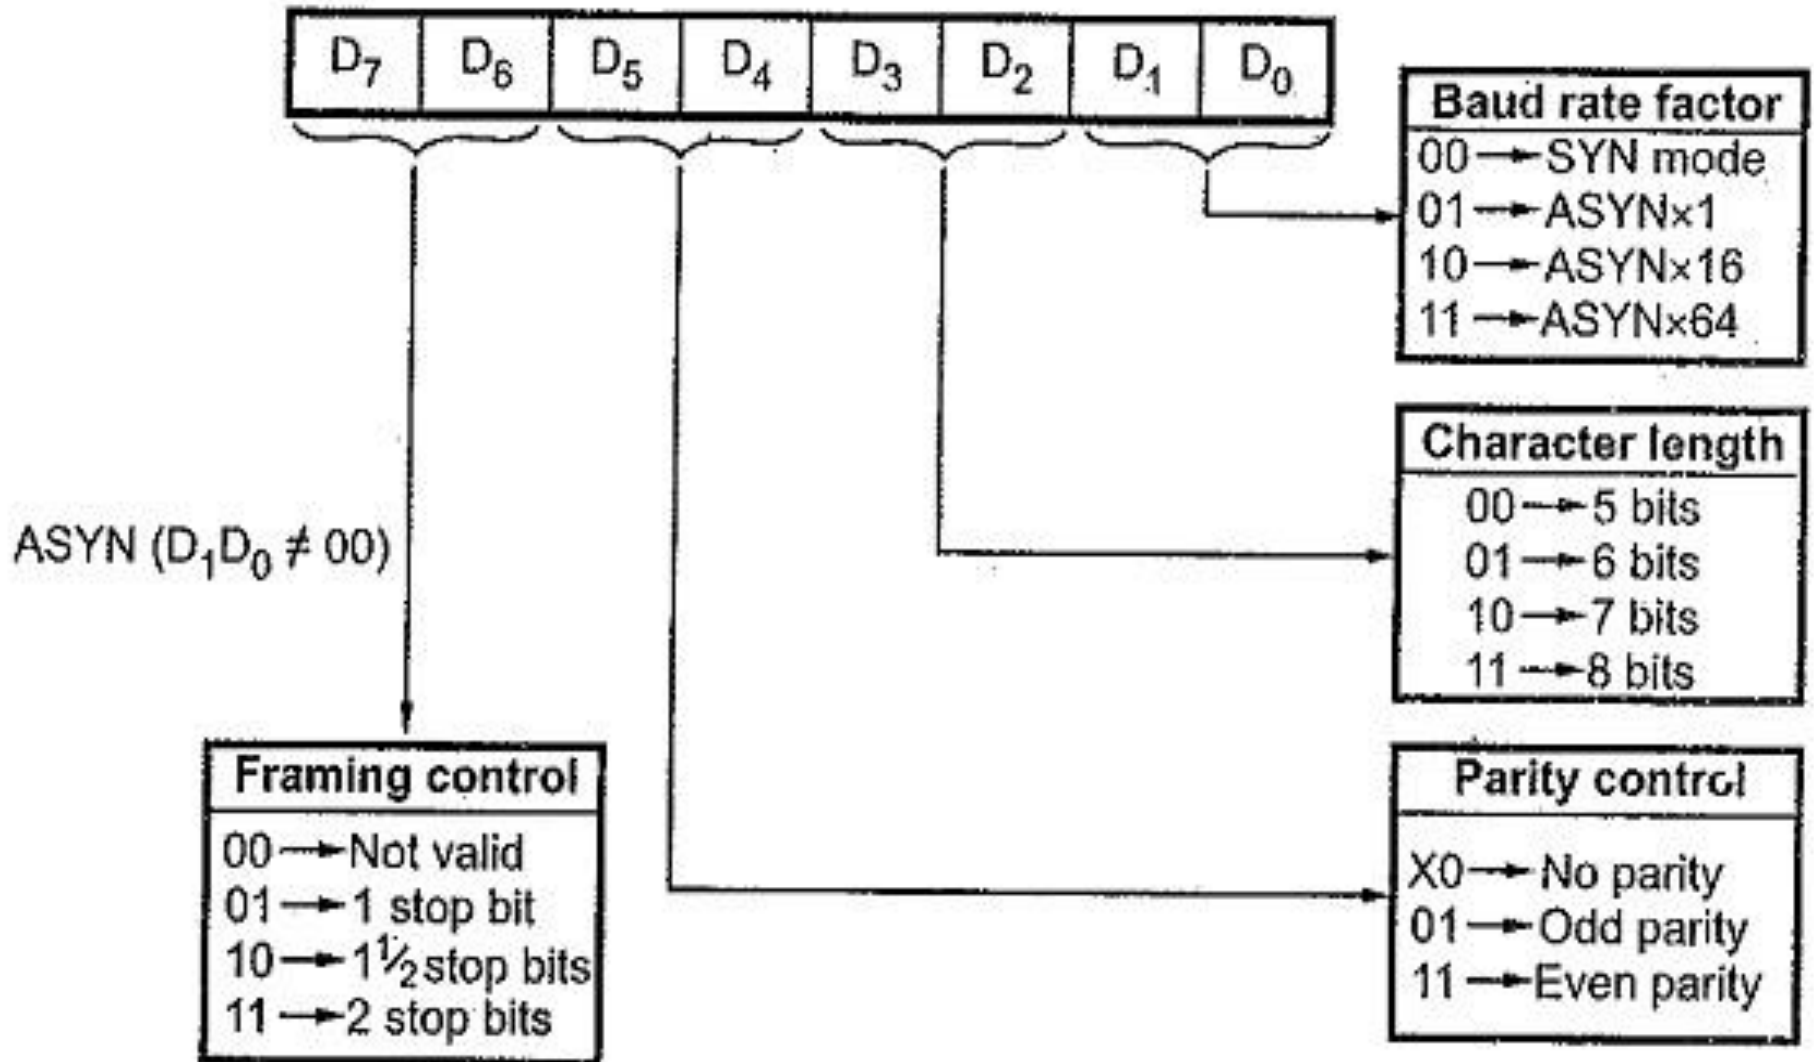 D₇ D₆ D₅ D₄ D₃ D₂ D₁ D₀
Baud rate factor
00→SYN mode
01→ASYN×1
10→ASYN×16
11→ASYN×64
Character length
00→5 bits
01→6 bits
10→7 bits
11→8 bits
ASYN (D₁D₀ ≠ 00)
Framing control
00→Not valid
01→1 stop bit
10→1½ stop bits
11→2 stop bits
Parity control
X0→No parity
01→Odd parity
11→Even parity